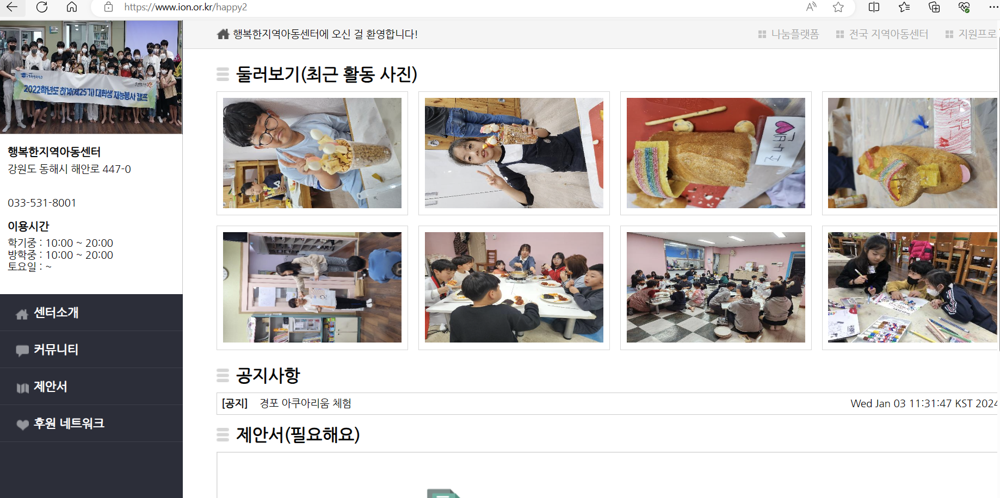 https://www.ion.or.kr/happy2
행복한지역아동센터에 오신 걸 환영합니다!
나눔플랫폼
전국 지역아동센터
지원프로
2022학년도 하계(제25기) 대학생 재능봉사 캠프
행복한지역아동센터
강원도 동해시 해안로 447-0
033-531-8001
이용시간
학기중 : 10:00 ~ 20:00
방학중 : 10:00 ~ 20:00
토요일 : ~
센터소개
커뮤니티
제안서
후원 네트워크
둘러보기(최근 활동 사진)
공지사항
[공지] 경포 아쿠아리움 체험
Wed Jan 03 11:31:47 KST 2024
제안서(필요해요)